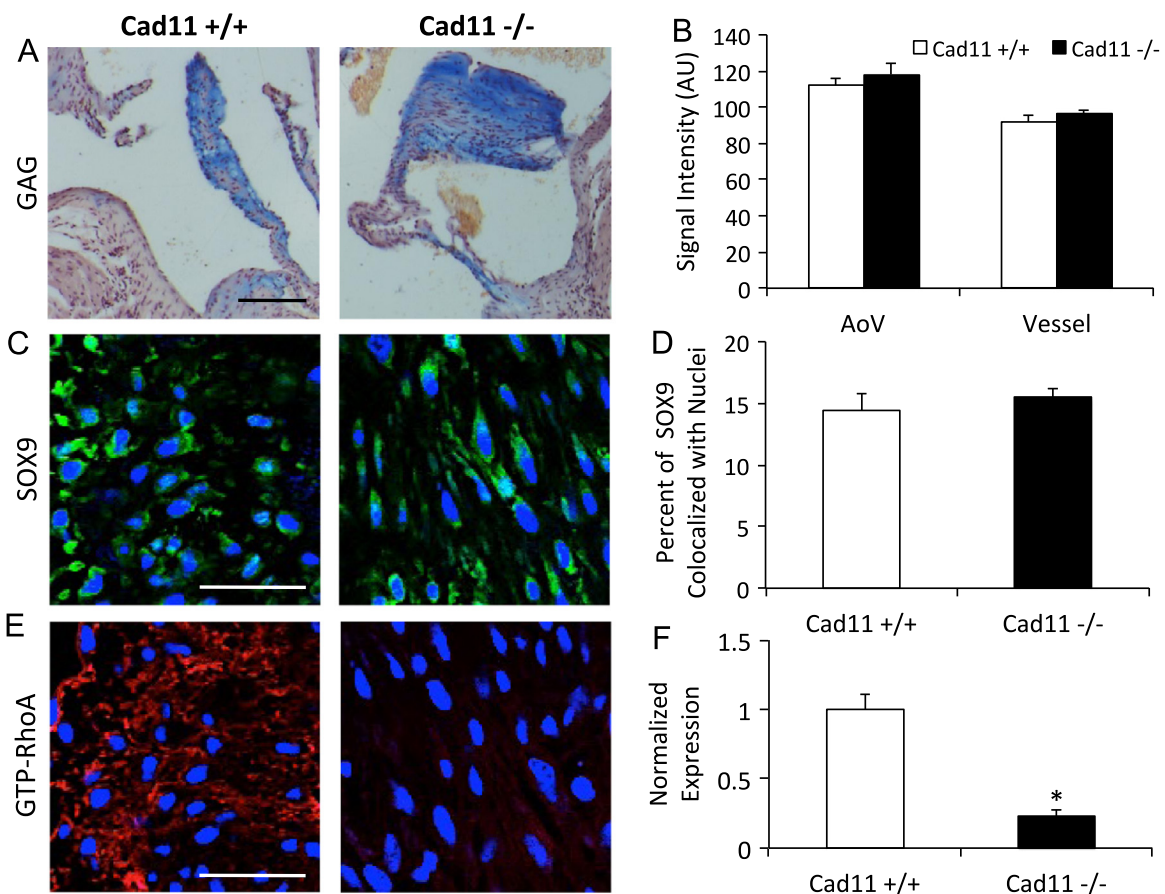 Cad11 +/+
Cad11 -/-
A
GAG
B
Signal Intensity (AU)
140
120
100
80
60
40
20
0
Cad11 +/+
Cad11 -/-
AoV
Vessel
C
SOX9
D
Percent of SOX9
Colocalized with Nuclei
20
15
10
5
0
Cad11 +/+
Cad11 -/-
E
GTP-RhoA
F
Normalized
Expression
1.5
1
0.5
0
*
Cad11 +/+
Cad11 -/-